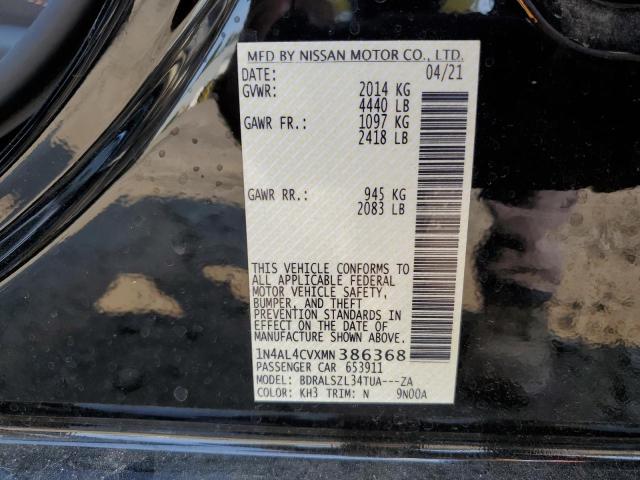 MFD BY NISSAN MOTOR CO., LTD.
DATE: 04/21
GVWR: 2014 KG
4440 LB
GAWR FR.: 1097 KG
2418 LB
GAWR RR.: 945 KG
2083 LB
THIS VEHICLE CONFORMS TO
ALL APPLICABLE FEDERAL
MOTOR VEHICLE SAFETY,
BUMPER, AND THEFT
PREVENTION STANDARDS IN
EFFECT ON THE DATE OF
MANUFACTURE SHOWN ABOVE.
1N4AL4CVXMN386368
PASSENGER CAR 653911
MODEL: BDRALSZL34TUA---ZA
COLOR: KH3 TRIM: N 9N00A